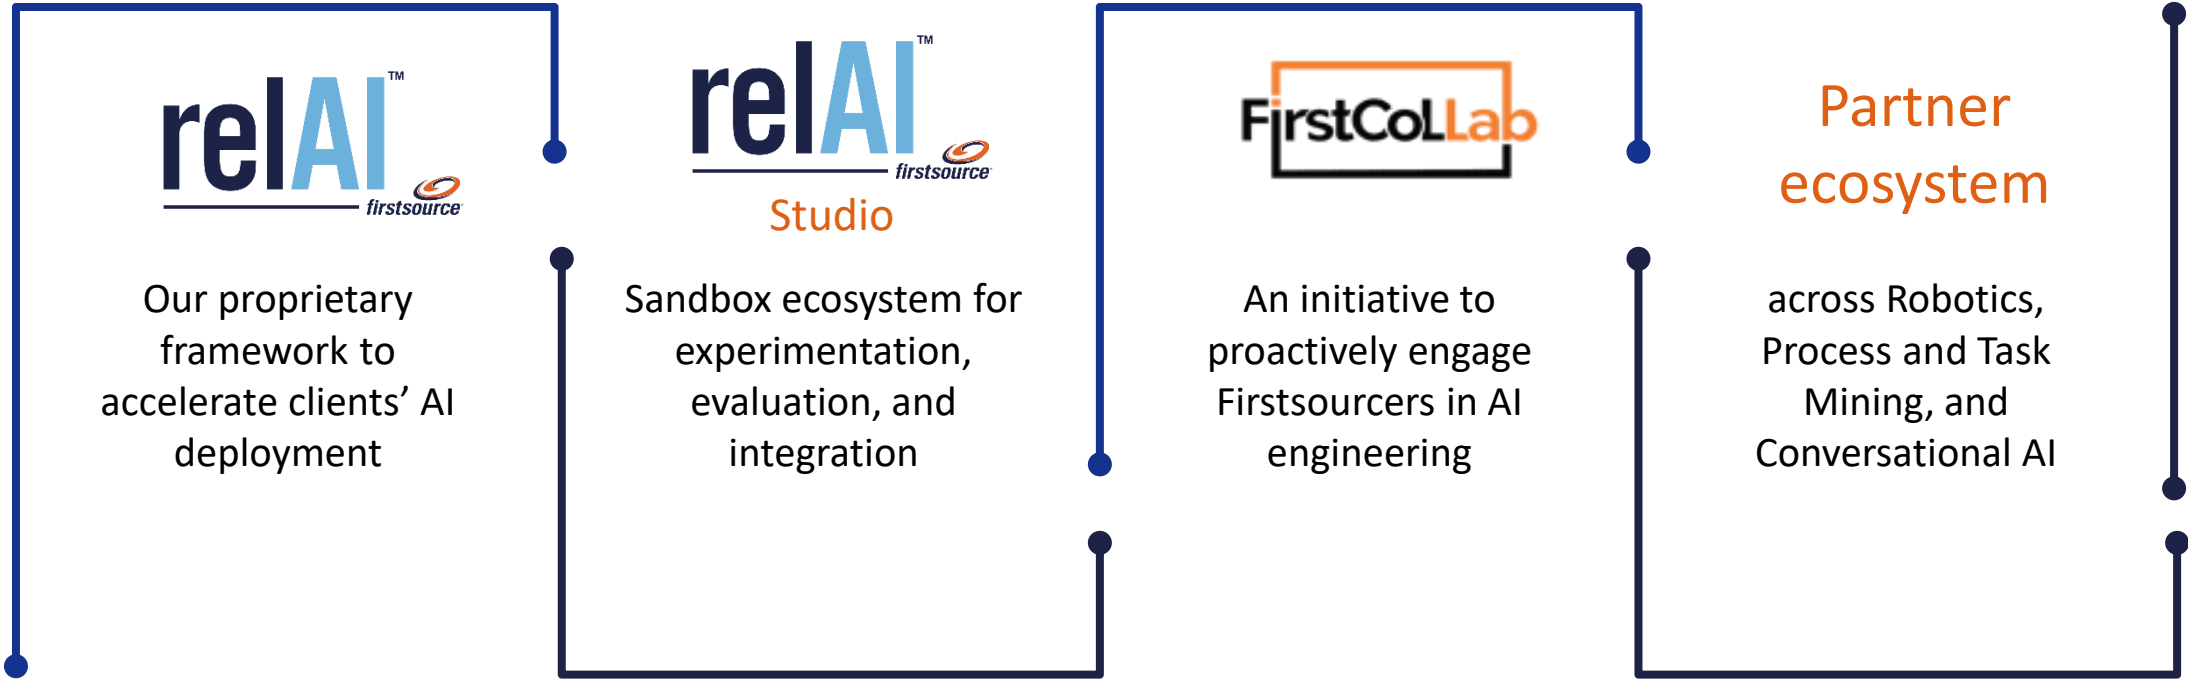 relAI™
firstsource
Our proprietary
framework to
accelerate clients’ AI
deployment
relAI™
firstsource
Studio
Sandbox ecosystem for
experimentation,
evaluation, and
integration
FirstCoLLab
An initiative to
proactively engage
Firstsourcers in AI
engineering
Partner
ecosystem
across Robotics,
Process and Task
Mining, and
Conversational AI